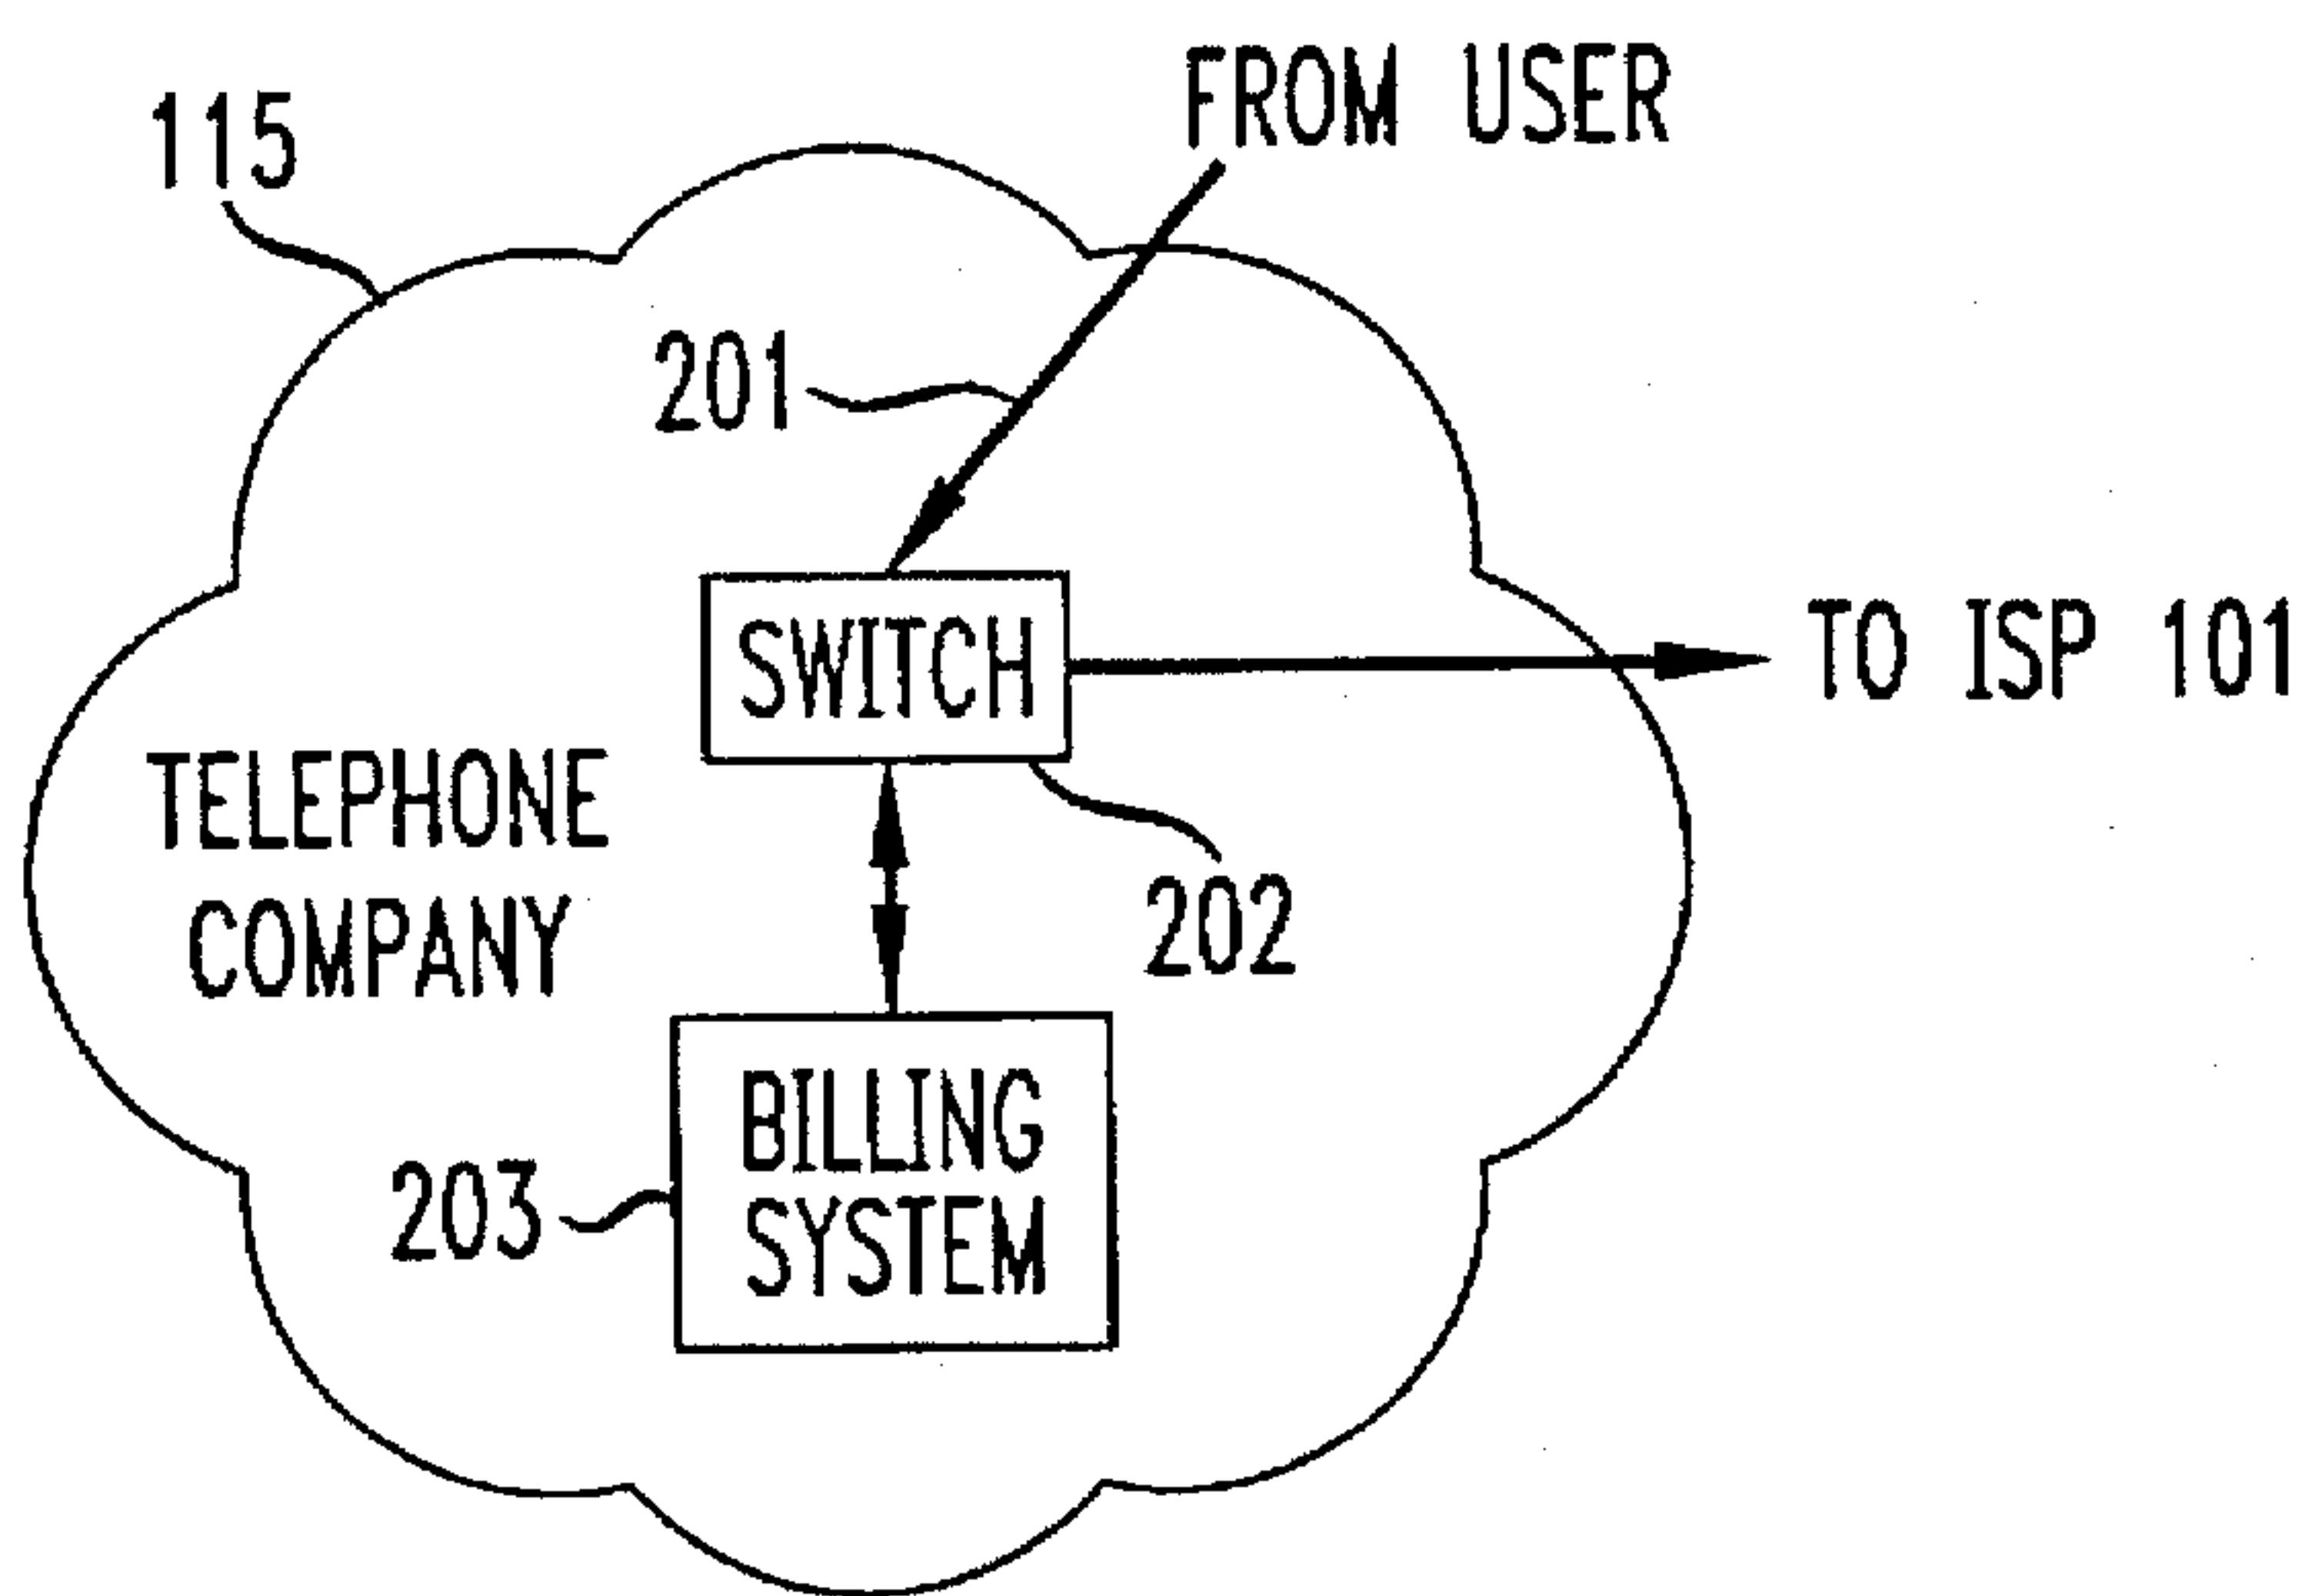 FROM USER
115
201
SWITCH
TO ISP 101
TELEPHONE
COMPANY
202
BILLING
SYSTEM
203